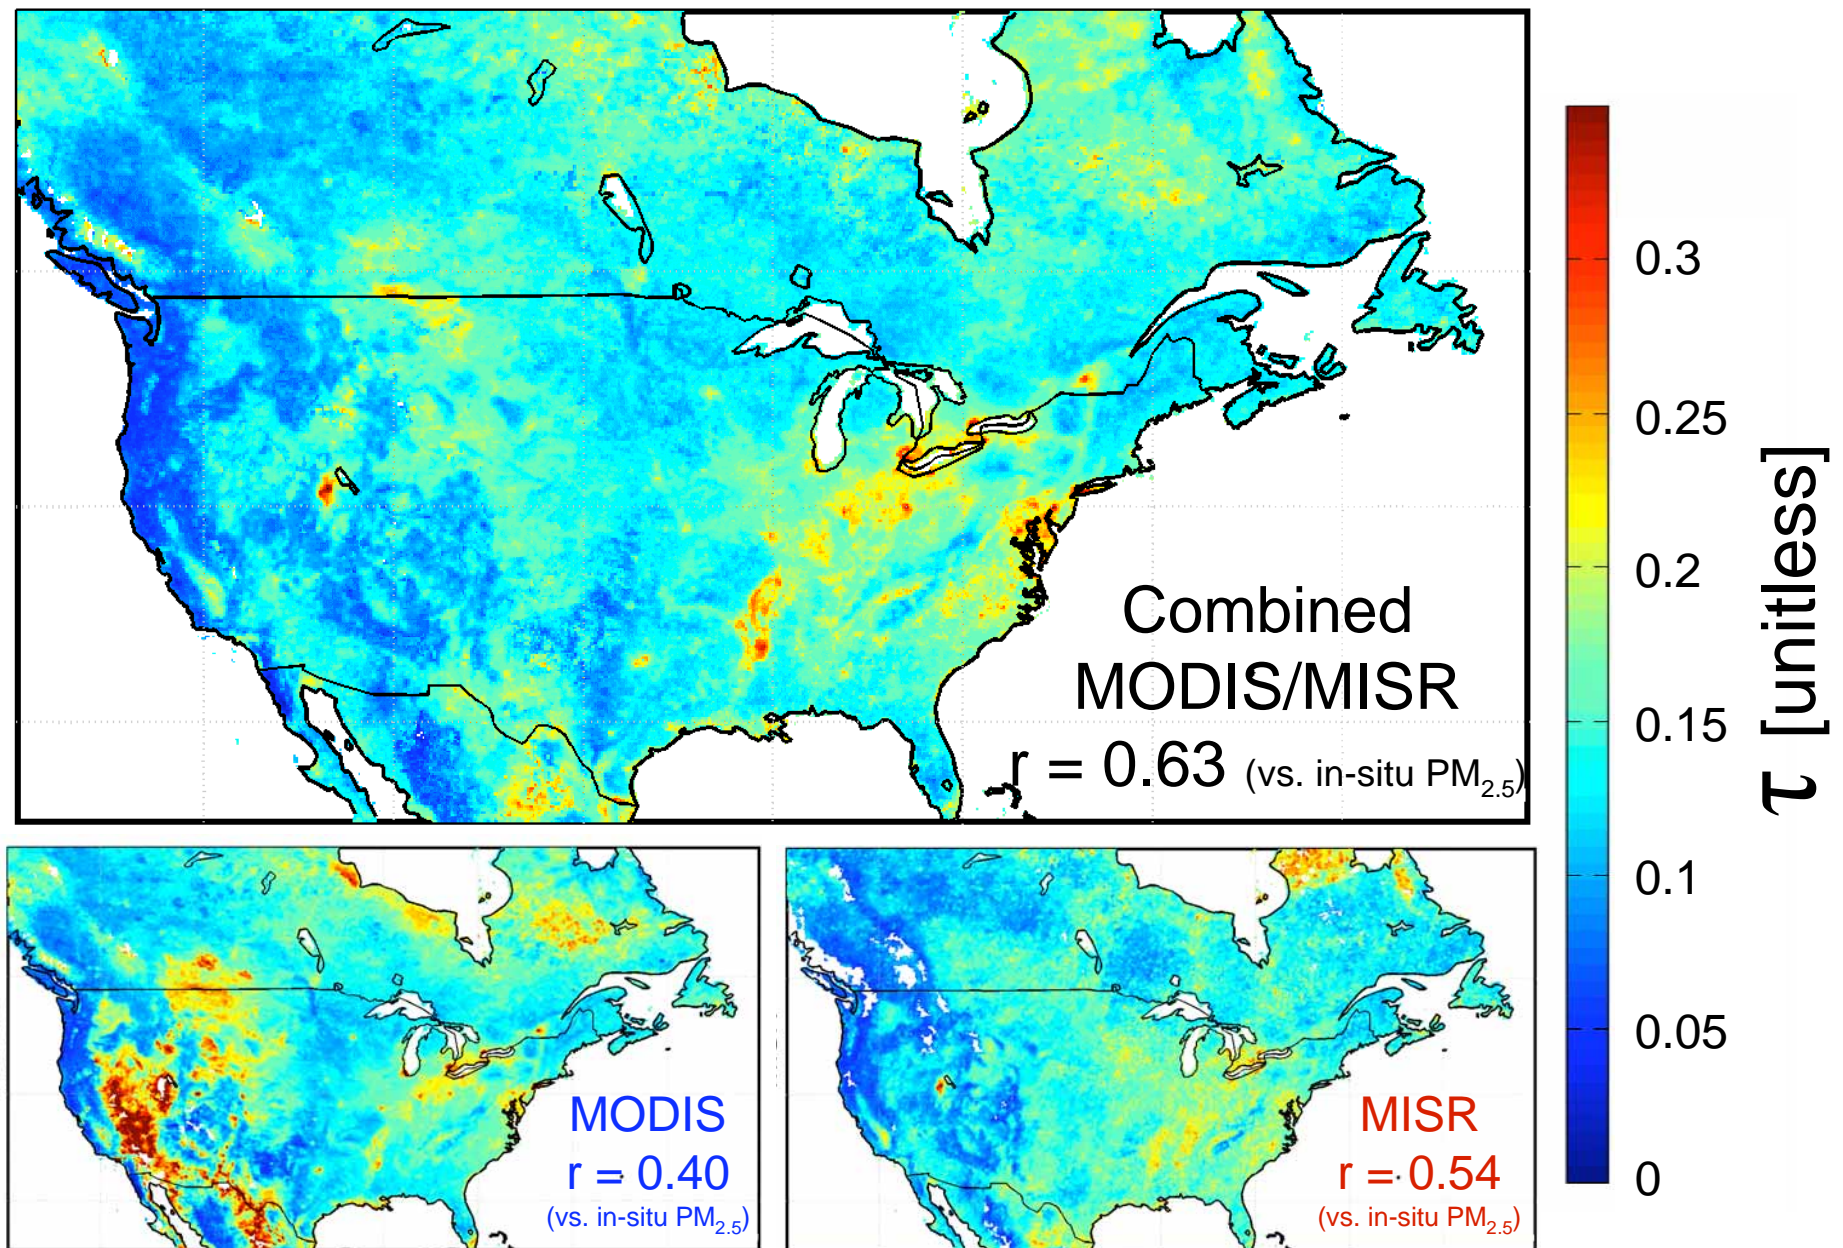 Combined
MODIS/MISR
r = 0.63 (vs. in-situ PM2.5)
0.3
0.25
0.2
0.15
0.1
0.05
0
τ [unitless]
MODIS
r = 0.40
(vs. in-situ PM2.5)
MISR
r = 0.54
(vs. in-situ PM2.5)